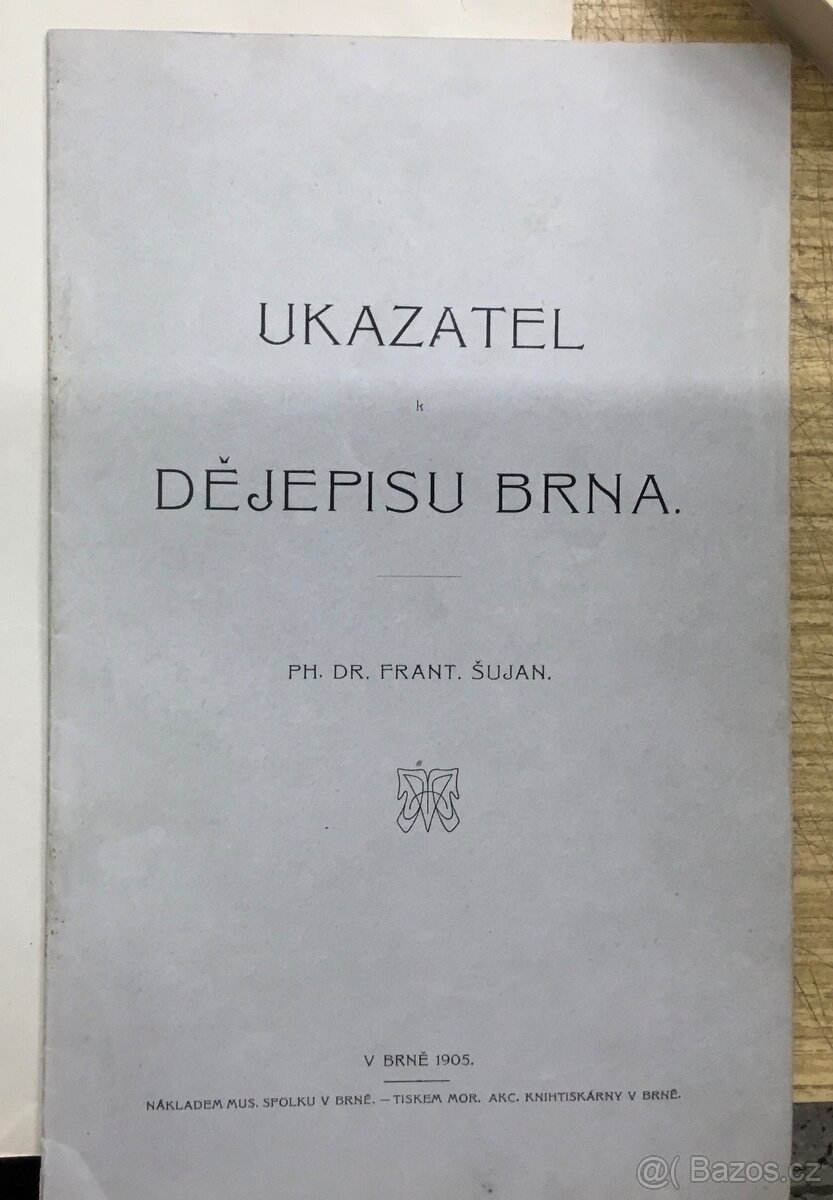 UKAZATEL
k
DĚJEPISU BRNA.
PH. DR. FRANT. ŠUJAN.
V BRNĚ 1905.
NÁKLADEM MUS. SPOLKU V BRNĚ. — TISKEM MOR. AKC. KNIHTISKÁRNY V BRNĚ.
@( Bazos.cz